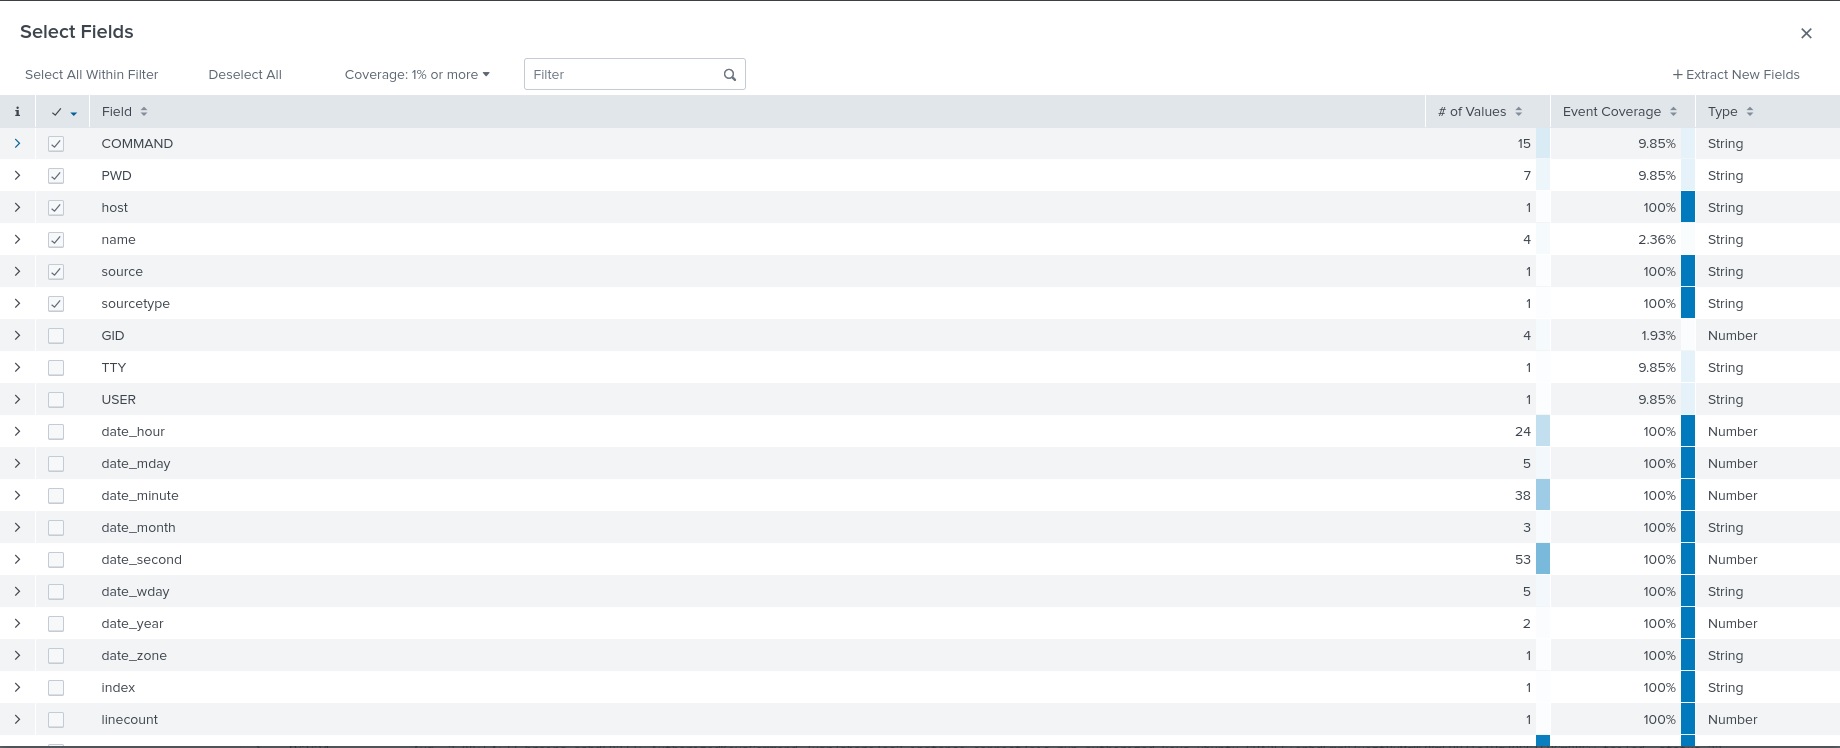 Select Fields
Select All Within Filter Deselect All Coverage: 1% or more Filter + Extract New Fields
i Field # of Values Event Coverage Type
COMMAND 15 9.85% String
PWD 7 9.85% String
host 1 100% String
name 4 2.36% String
source 1 100% String
sourcetype 1 100% String
GID 4 1.93% Number
TTY 1 9.85% String
USER 1 9.85% String
date_hour 24 100% Number
date_mday 5 100% Number
date_minute 38 100% Number
date_month 3 100% String
date_second 53 100% Number
date_wday 5 100% String
date_year 2 100% Number
date_zone 1 100% String
index 1 100% String
linecount 1 100% Number